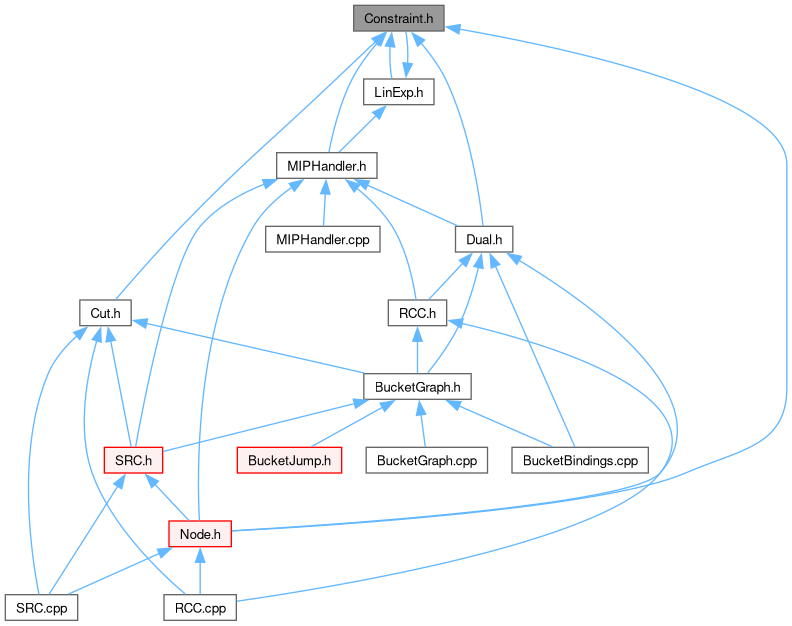 Constraint.h
LinExp.h
MIPHandler.h
MIPHandler.cpp
Dual.h
Cut.h
RCC.h
BucketGraph.h
SRC.h
BucketJump.h
BucketGraph.cpp
BucketBindings.cpp
Node.h
SRC.cpp
RCC.cpp